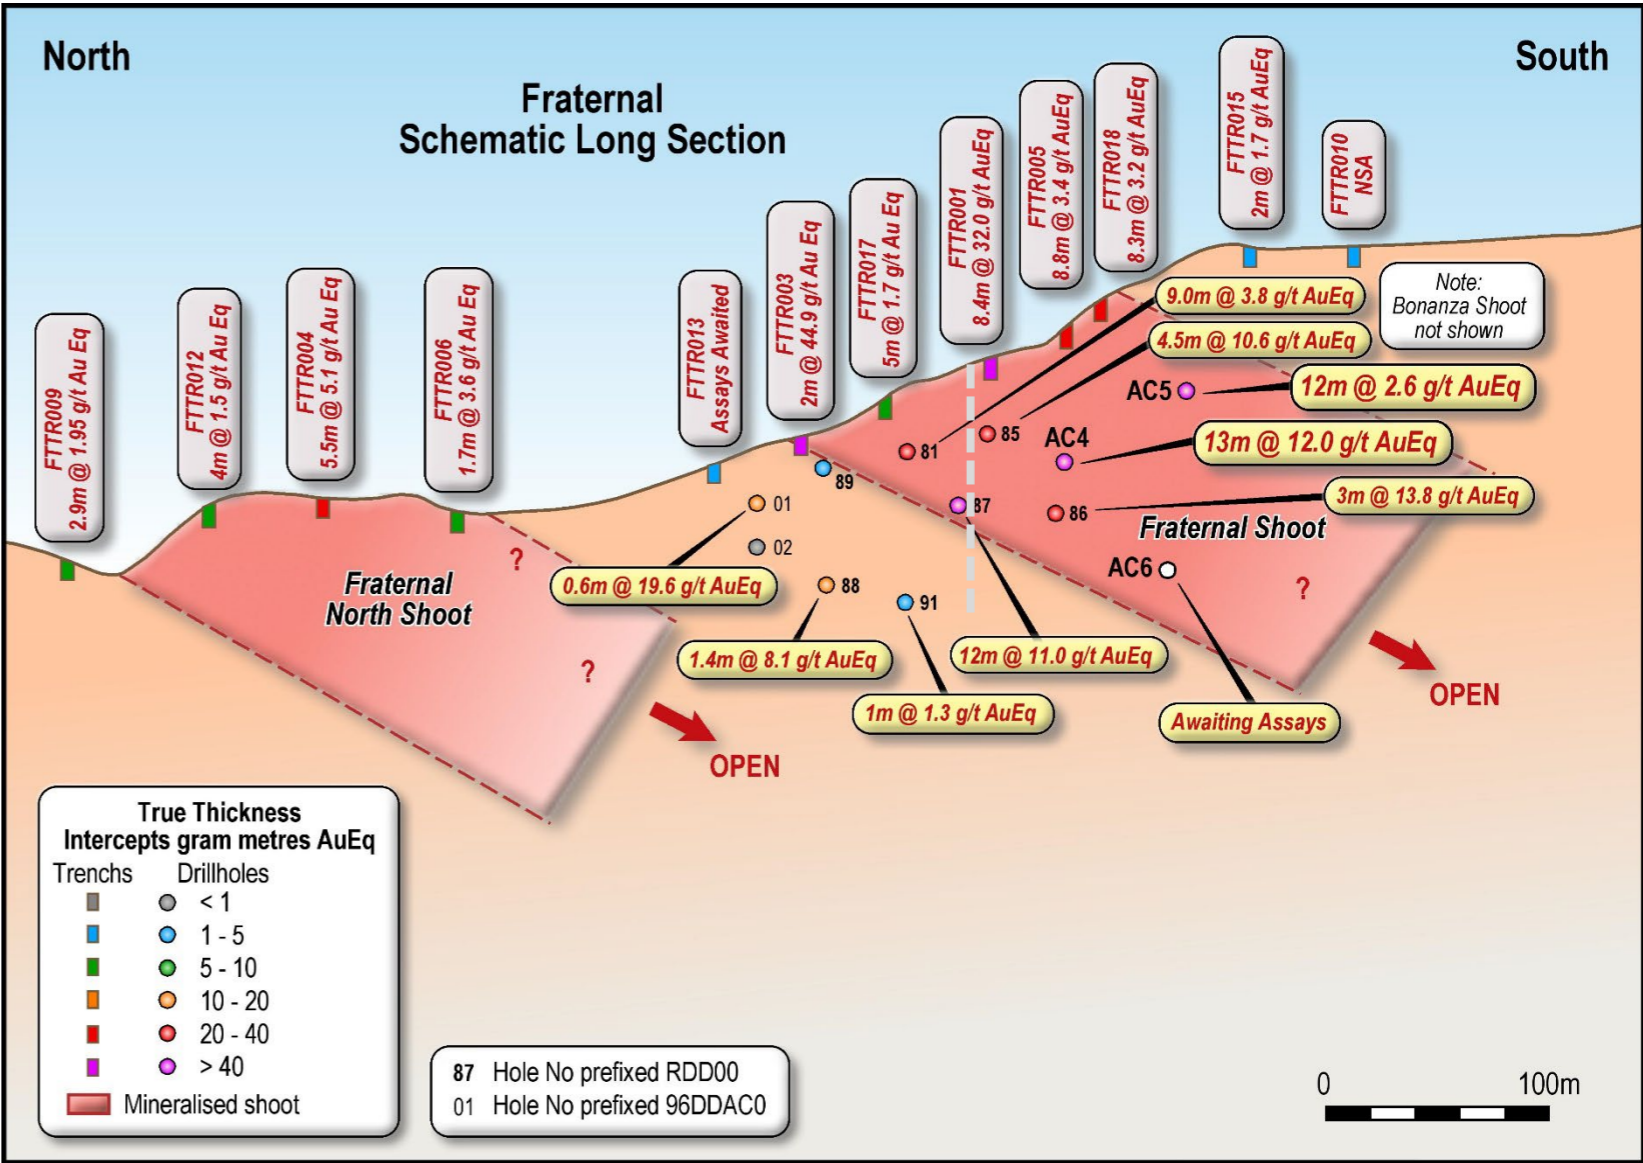 North
South
Fraternal
Schematic Long Section
FTTR009
2.9m @ 1.95 g/t Au Eq
FTTR012
4m @ 1.5 g/t Au Eq
FTTR004
5.5m @ 5.1 g/t Au Eq
FTTR006
1.7m @ 3.6 g/t Au Eq
FTTR013
Assays Awaited
FTTR003
2m @ 44.9 g/t Au Eq
FTTR017
5m @ 1.7 g/t Au Eq
FTTR001
8.4m @ 32.0 g/t AuEq
FTTR005
8.8m @ 3.4 g/t AuEq
FTTR018
8.3m @ 3.2 g/t AuEq
FTTR015
2m @ 1.7 g/t AuEq
FTTR010
NSA
Note:
Bonanza Shoot
not shown
9.0m @ 3.8 g/t AuEq
4.5m @ 10.6 g/t AuEq
AC5
12m @ 2.6 g/t AuEq
85
AC4
13m @ 12.0 g/t AuEq
81
89
3m @ 13.8 g/t AuEq
01
87
86
Fraternal Shoot
02
AC6
?
?
Fraternal
North Shoot
0.6m @ 19.6 g/t AuEq
88
91
?
1.4m @ 8.1 g/t AuEq
12m @ 11.0 g/t AuEq
1m @ 1.3 g/t AuEq
Awaiting Assays
OPEN
OPEN
True Thickness
Intercepts gram metres AuEq
Trenchs Drillholes
< 1
1 - 5
5 - 10
10 - 20
20 - 40
> 40
Mineralised shoot
87 Hole No prefixed RDD00
01 Hole No prefixed 96DDAC0
0 100m